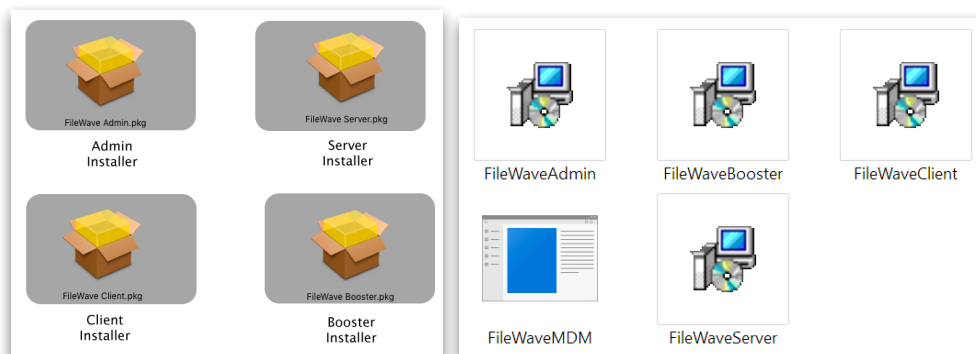 FileWave Admin.pkg
Admin
Installer
FileWave Server.pkg
Server
Installer
FileWave Client.pkg
Client
Installer
FileWave Booster.pkg
Booster
Installer
FileWaveAdmin
FileWaveBooster
FileWaveClient
FileWaveMDM
FileWaveServer